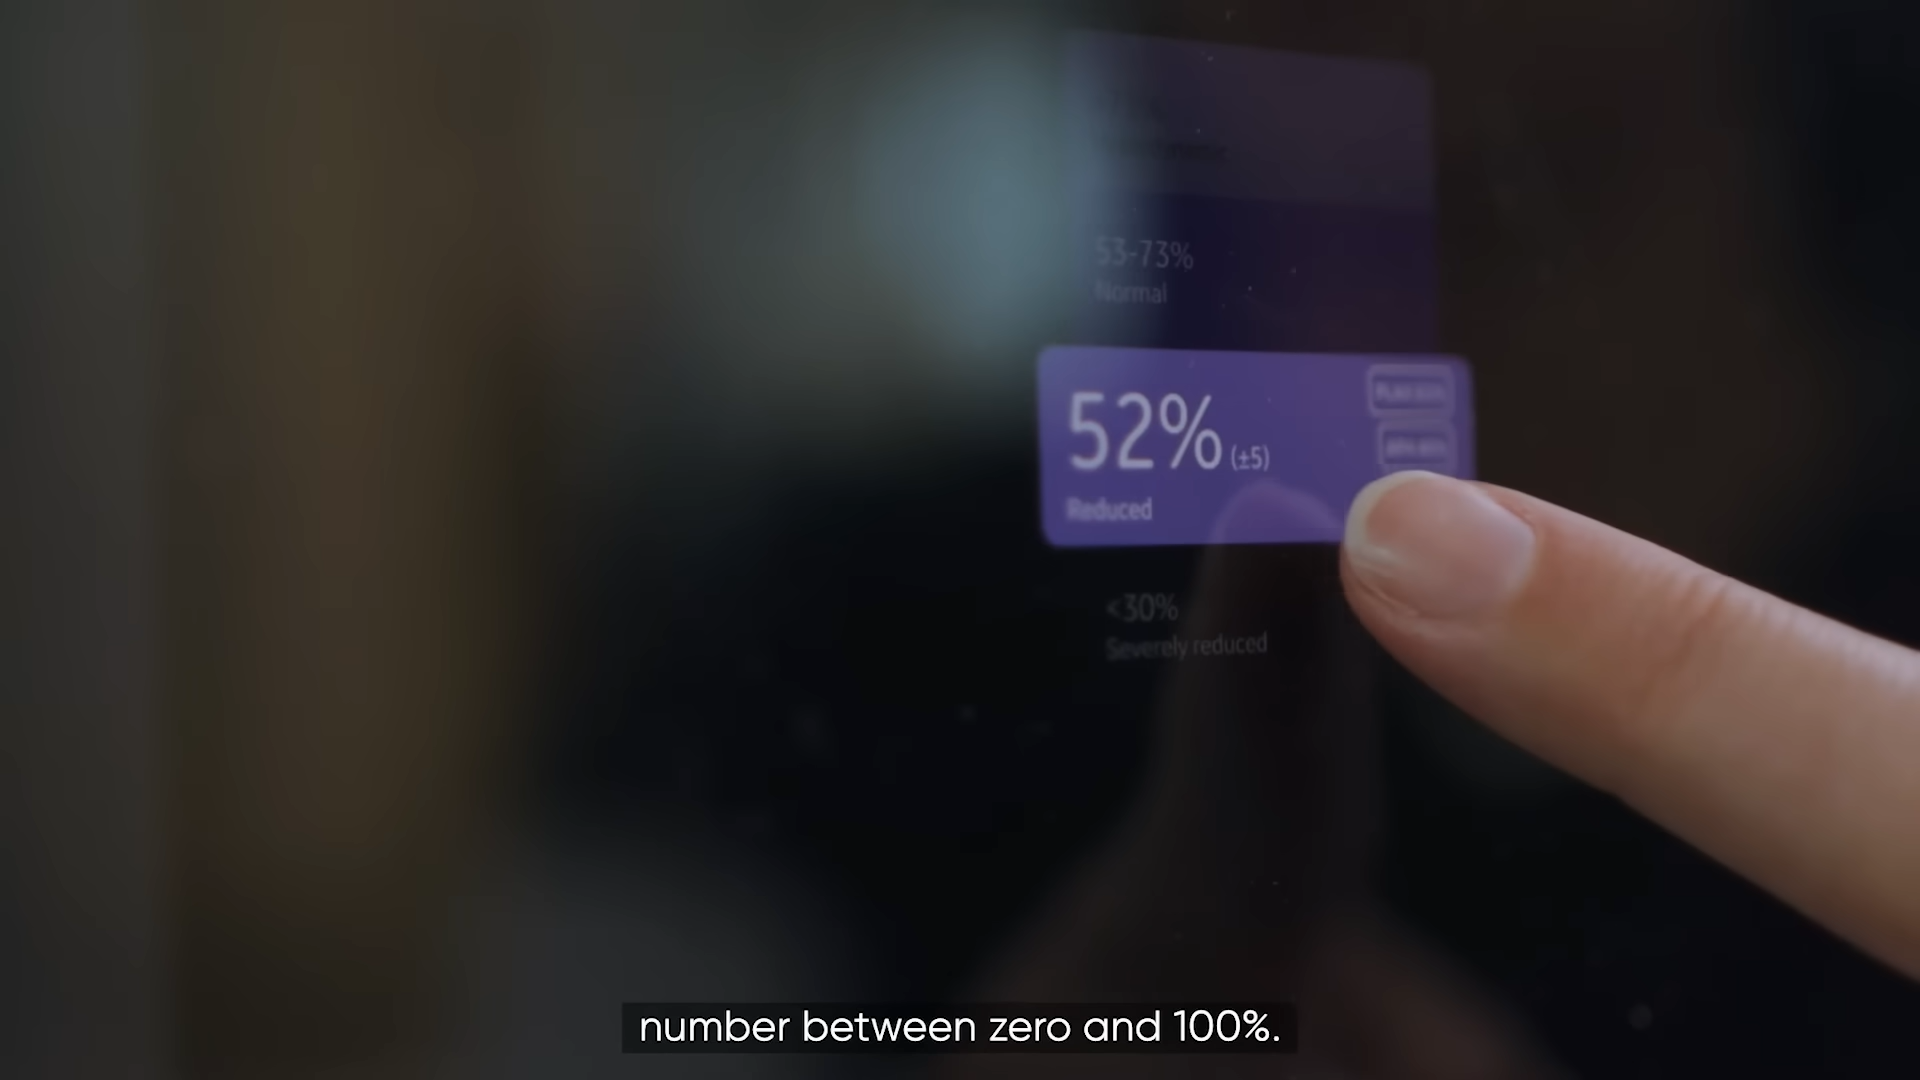 53-73%
Normal
52% (±5)
Reduced
<30%
Severely reduced
number between zero and 100%.